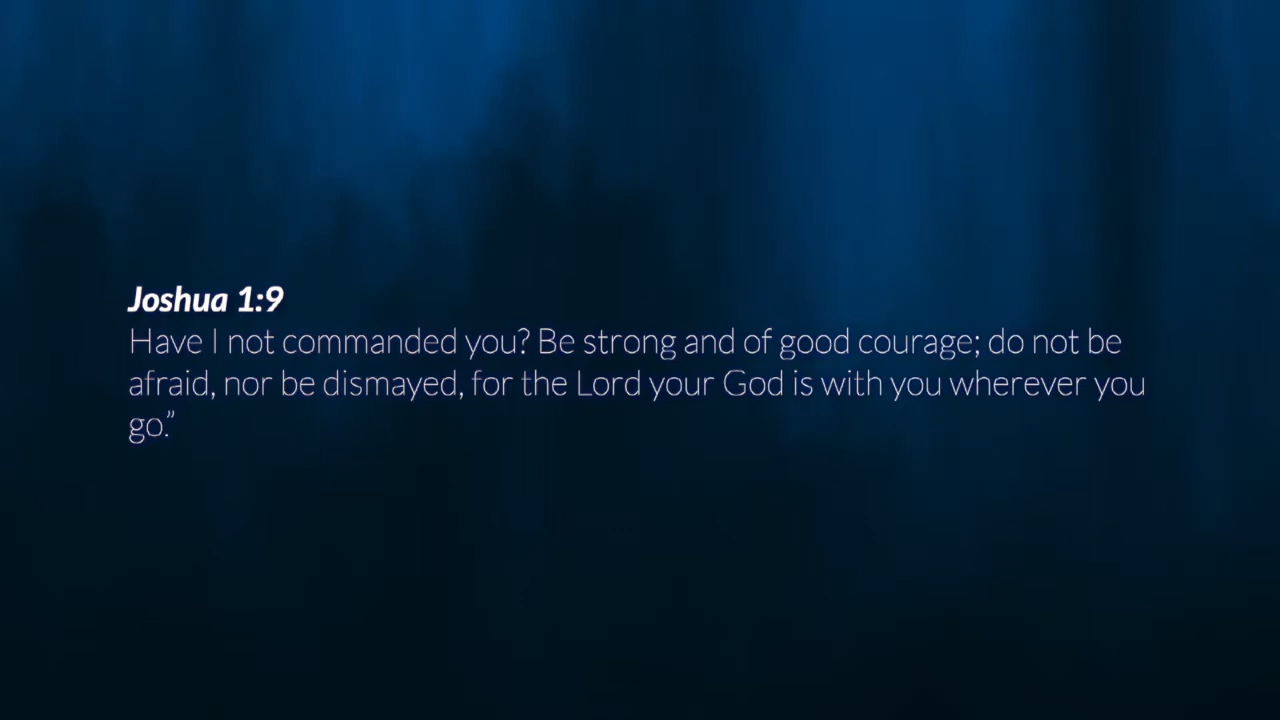 Joshua 1:9
Have I not commanded you? Be strong and of good courage; do not be
afraid, nor be dismayed, for the Lord your God is with you wherever you
go.”